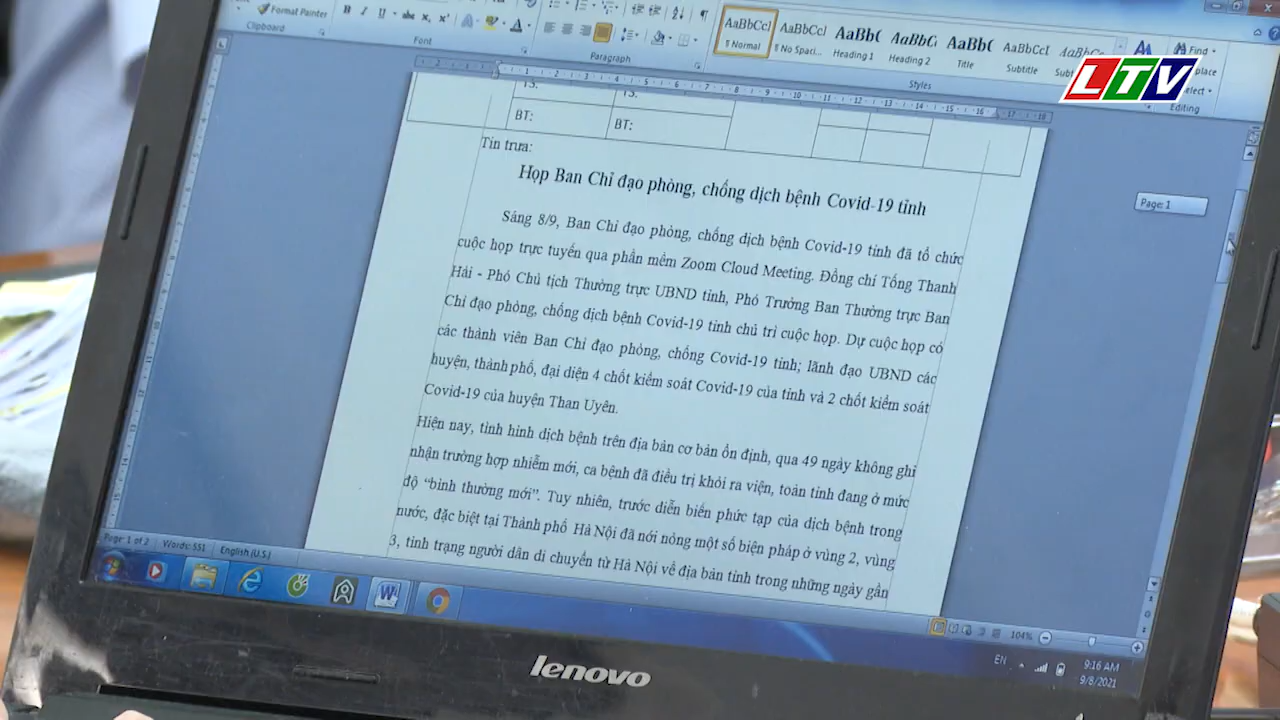 Format Painter
Clipboard
Font
Paragraph
AaBbCcI AaBbCcI AaBb( AaBbC AaBb( AaBbCcl
¶ Normal ¶ No Spaci... Heading 1 Heading 2 Title Subtitle
Styles
Find
Editing
LTV
BT: BT:
Tin trưa:
Họp Ban Chỉ đạo phòng, chống dịch bệnh Covid-19 tỉnh
Sáng 8/9, Ban Chỉ đạo phòng, chống dịch bệnh Covid-19 tỉnh đã tổ chức
cuộc họp trực tuyến qua phần mềm Zoom Cloud Meeting. Đồng chí Tống Thanh
Hải - Phó Chủ tịch Thường trực UBND tỉnh, Phó Trưởng Ban Thường trực Ban
Chỉ đạo phòng, chống dịch bệnh Covid-19 tỉnh chủ trì cuộc họp. Dự cuộc họp có
các thành viên Ban Chỉ đạo phòng, chống Covid-19 tỉnh; lãnh đạo UBND các
huyện, thành phố, đại diện 4 chốt kiểm soát Covid-19 của tỉnh và 2 chốt kiểm soát
Covid-19 của huyện Than Uyên.
Hiện nay, tình hình dịch bệnh trên địa bàn cơ bản ổn định, qua 49 ngày không ghi
nhận trường hợp nhiễm mới, ca bệnh đã điều trị khỏi ra viện, toàn tỉnh đang ở mức
độ “bình thường mới”. Tuy nhiên, trước diễn biến phức tạp của dịch bệnh trong
nước, đặc biệt tại Thành phố Hà Nội đã nới nỏng một số biện pháp ở vùng 2, vùng
3, tình trạng người dân di chuyển từ Hà Nội về địa bàn tỉnh trong những ngày gần
Page: 1
Page: 1 of 2 Words: 551 English (U.S.)
104%
EN 9:16 AM
9/8/2021
lenovo